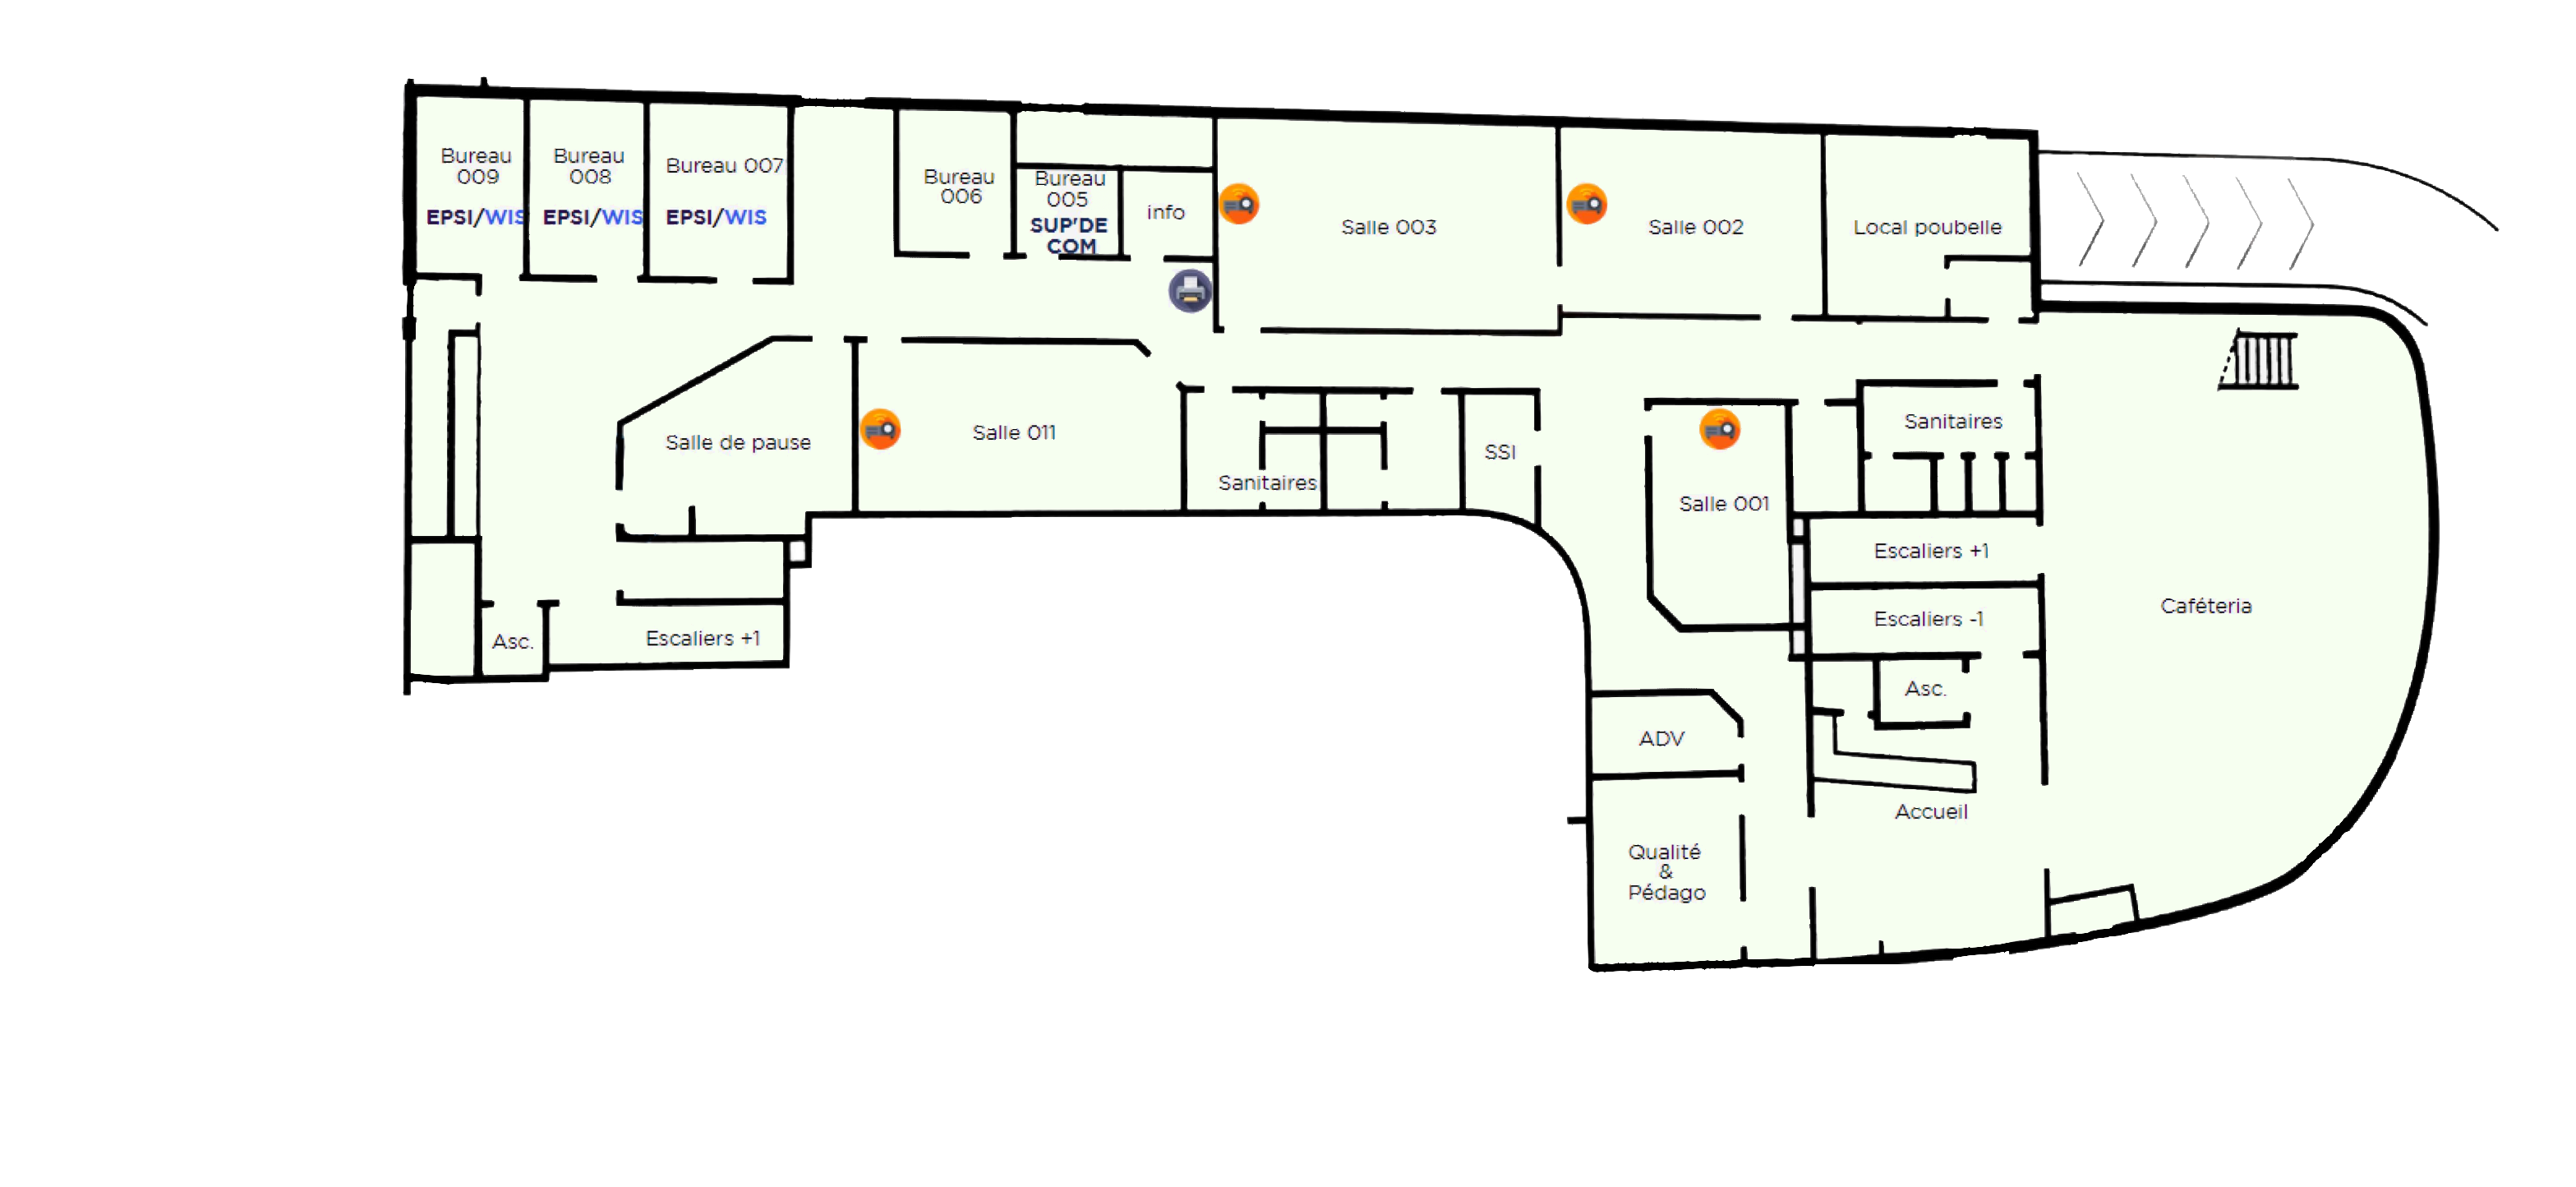 Bureau
009
EPSI/WIS
Bureau
008
EPSI/WIS
Bureau 007
EPSI/WIS
Bureau
006
Bureau
005
SUP'DE
COM
info
Salle 003
Salle 002
Local poubelle
Salle de pause
Salle 011
Sanitaires
SSI
Salle 001
Sanitaires
Escaliers +1
Escaliers -1
Caféteria
Asc.
Escaliers +1
Asc.
ADV
Accueil
Qualité
&
Pédago